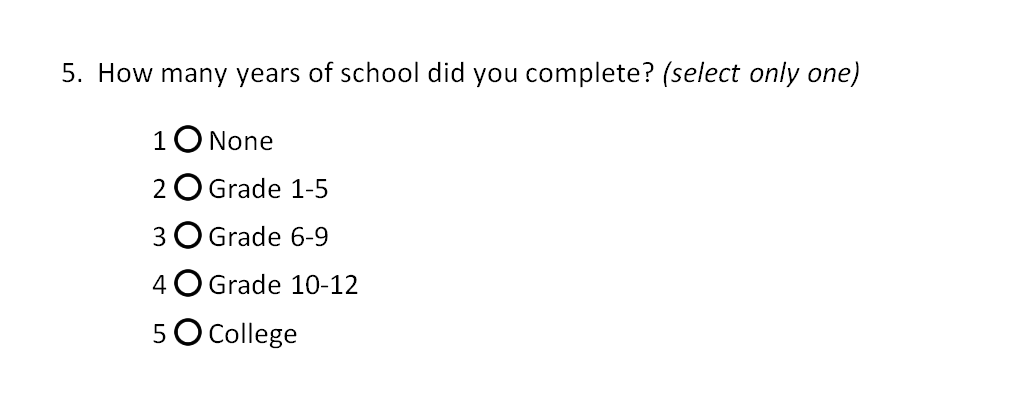 5. How many years of school did you complete? (select only one)
1 None
2 Grade 1-5
3 Grade 6-9
4 Grade 10-12
5 College